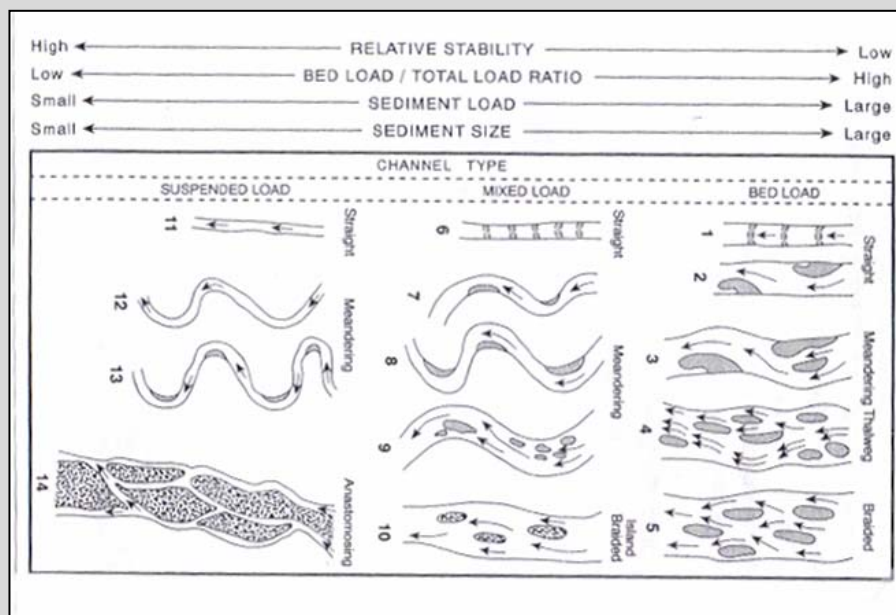 High RELATIVE STABILITY Low
Low BED LOAD / TOTAL LOAD RATIO High
Small SEDIMENT LOAD Large
Small SEDIMENT SIZE Large
CHANNEL TYPE
SUSPENDED LOAD MIXED LOAD BED LOAD
11 Straight 6 Straight 1 Straight
2
12 Meandering 7 Meandering 3 Meandering Thalweg
13 8
9 4
14 Anastomosing 10 Island Braided 5 Braided